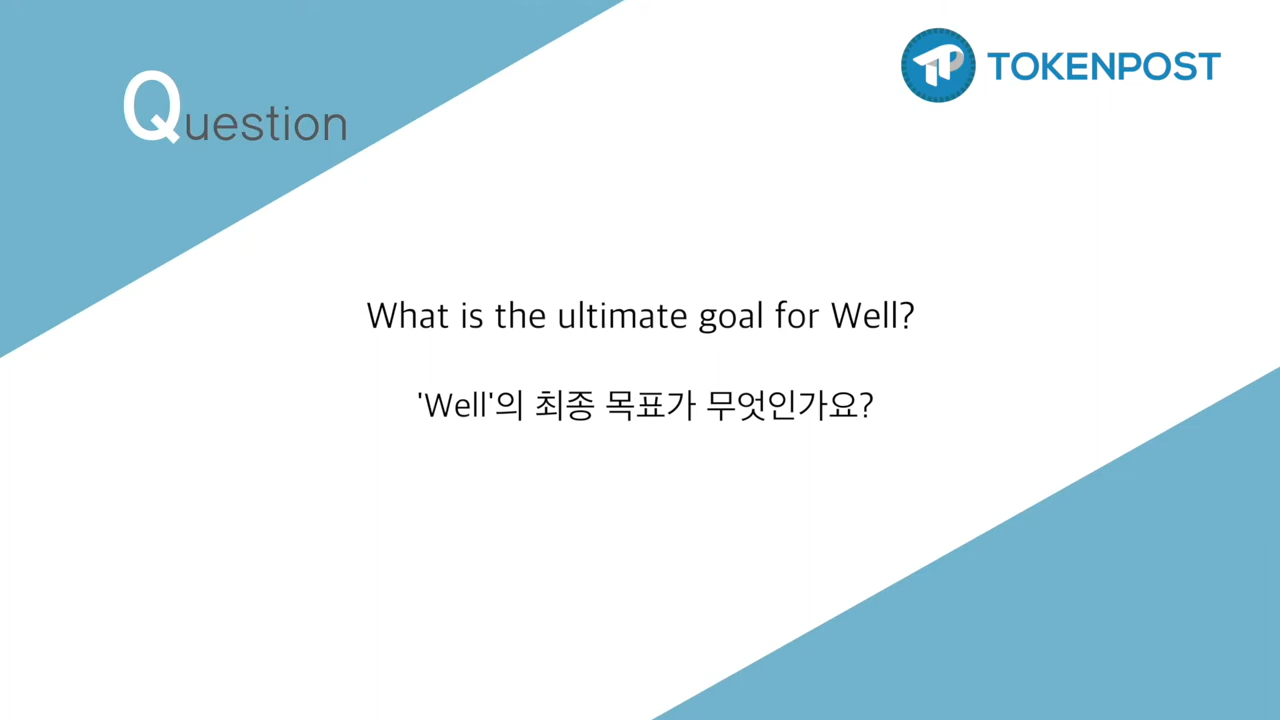 Question
TOKENPOST
What is the ultimate goal for Well?
'Well'의 최종 목표가 무엇인가요?